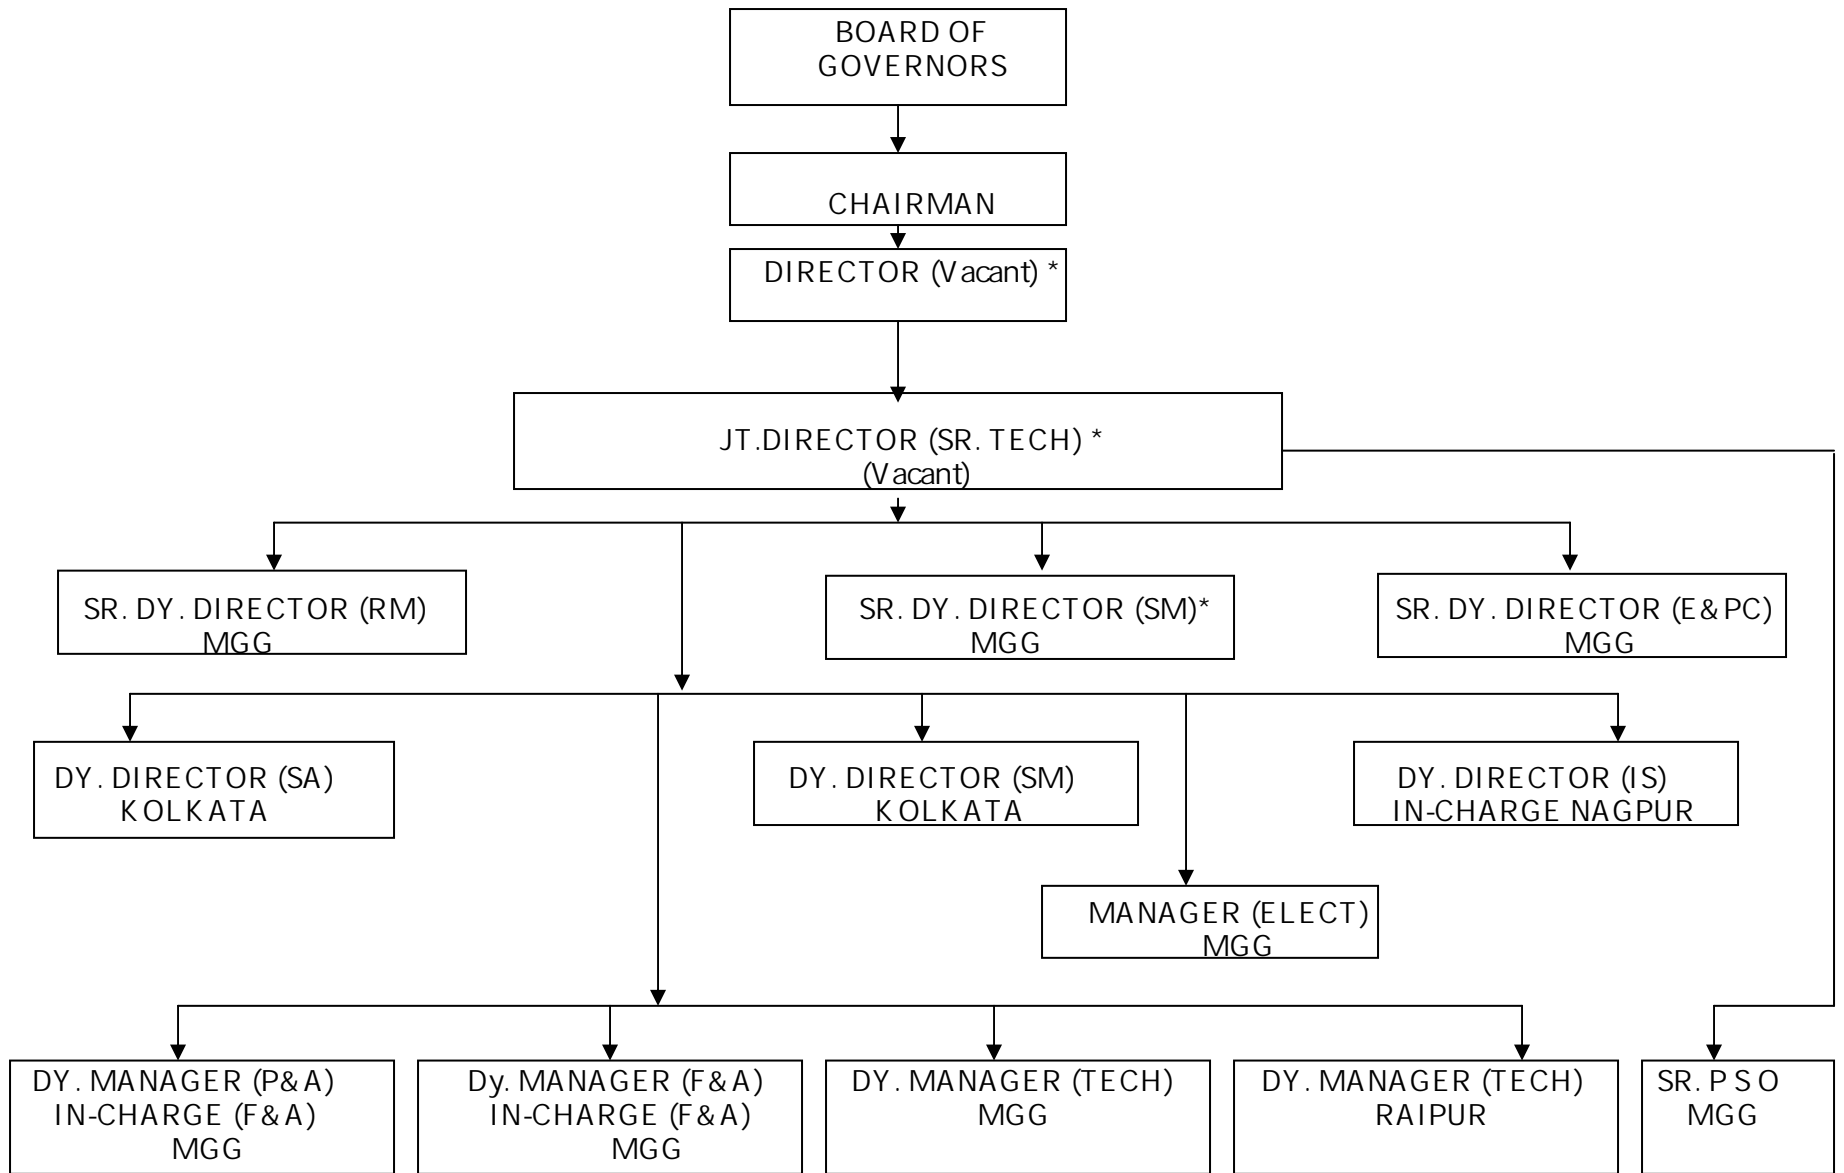 BOARD OF
GOVERNORS
CHAIRMAN
DIRECTOR (Vacant) *
JT.DIRECTOR (SR. TECH) *
(Vacant)
SR. DY. DIRECTOR (RM)
MGG
SR. DY. DIRECTOR (SM)*
MGG
SR. DY. DIRECTOR (E&PC)
MGG
DY. DIRECTOR (SA)
KOLKATA
DY. DIRECTOR (SM)
KOLKATA
DY. DIRECTOR (IS)
IN-CHARGE NAGPUR
MANAGER (ELECT)
MGG
DY. MANAGER (P&A)
IN-CHARGE (F&A)
MGG
Dy. MANAGER (F&A)
IN-CHARGE (F&A)
MGG
DY. MANAGER (TECH)
MGG
DY. MANAGER (TECH)
RAIPUR
SR. P S O
MGG